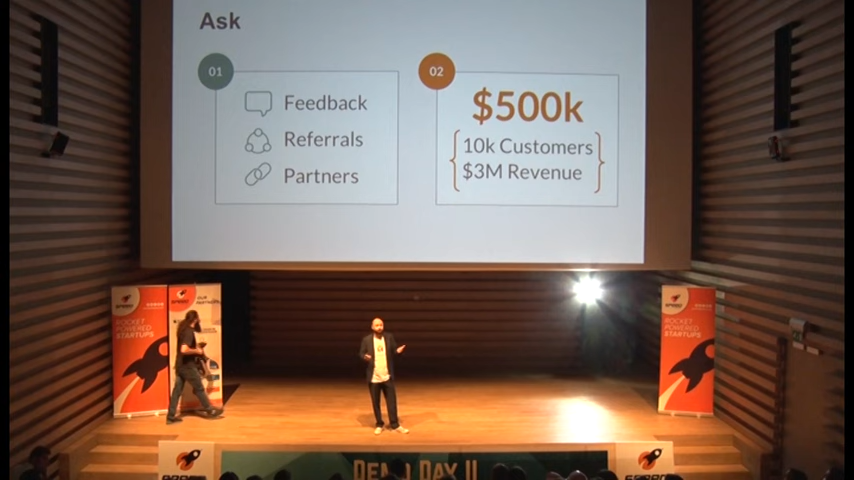 Ask
01
Feedback
Referrals
Partners
02
$500k
10k Customers
$3M Revenue
OUR
ROCKET
POWERED
STARTUPS
ROCKET
POWERED
STARTUPS
DEMO DAY II